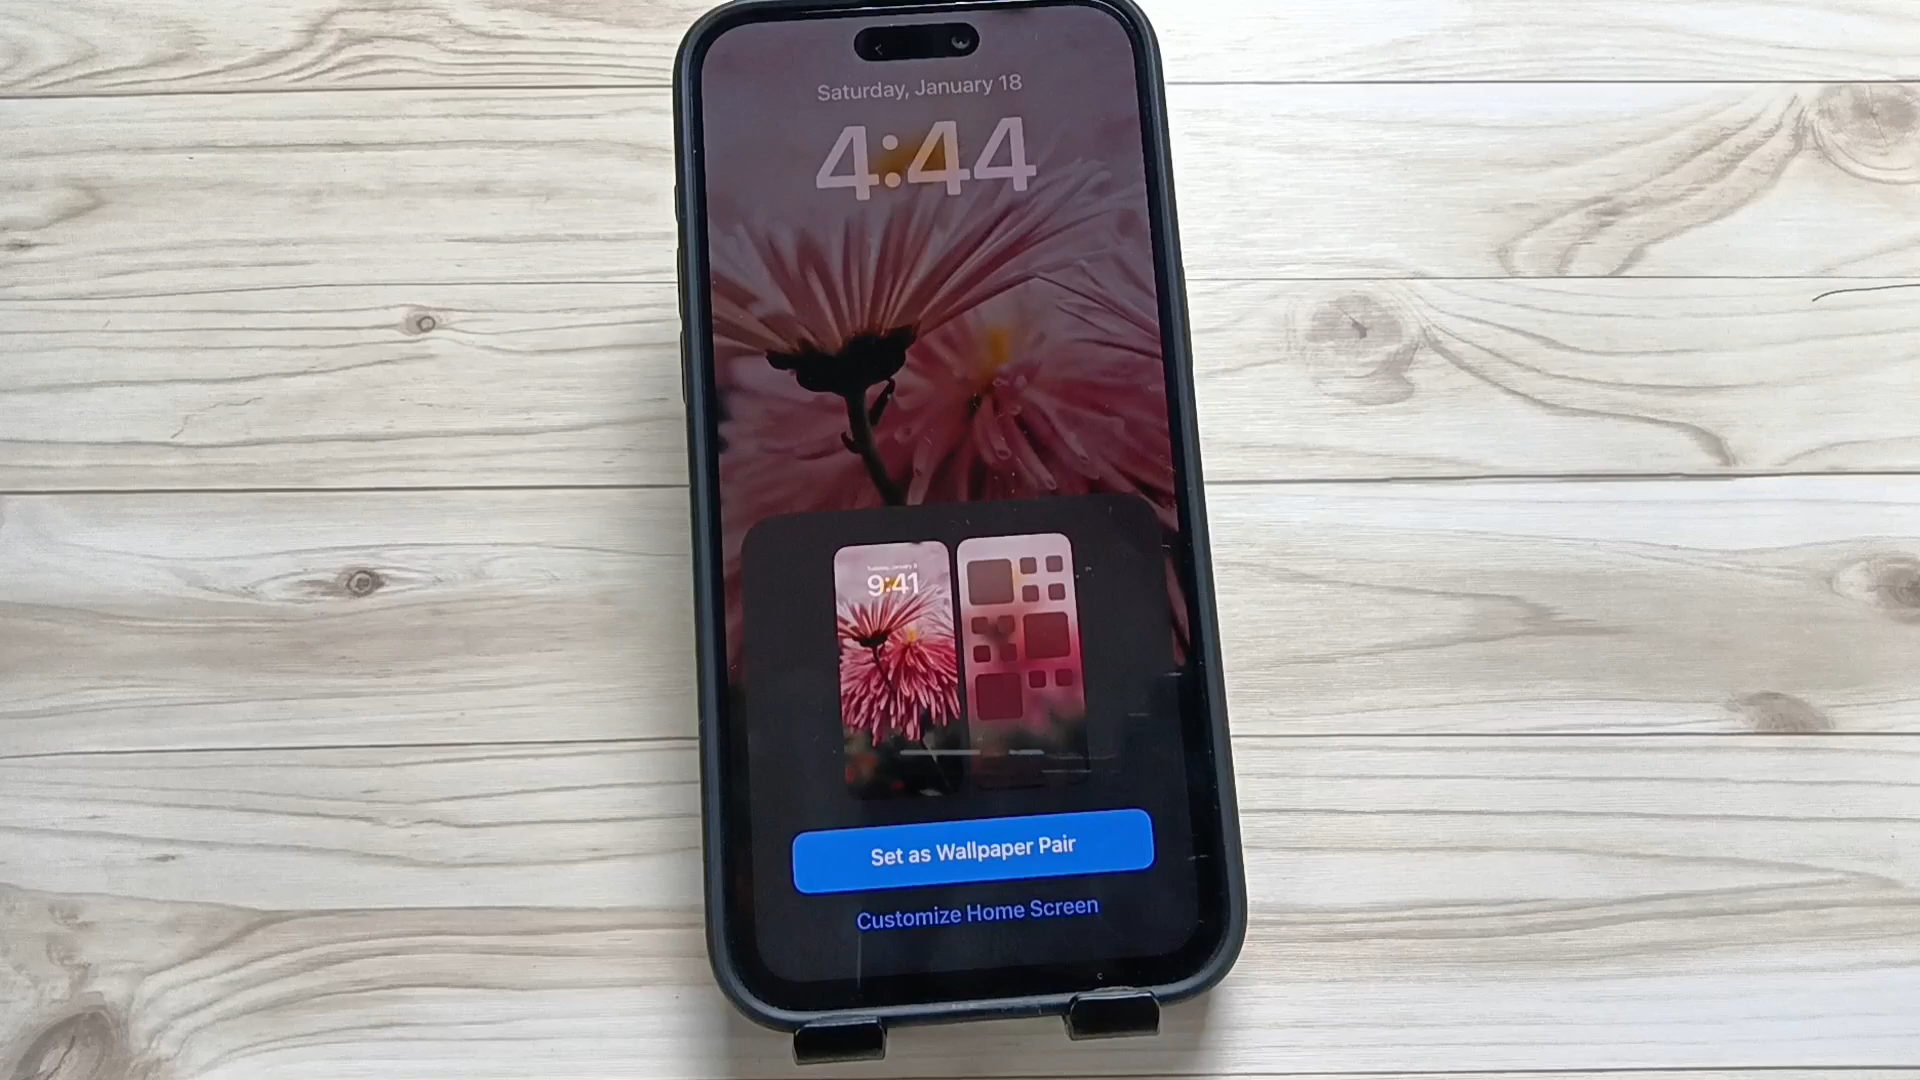 Saturday, January 18
4:44
9:41
Set as Wallpaper Pair
Customize Home Screen